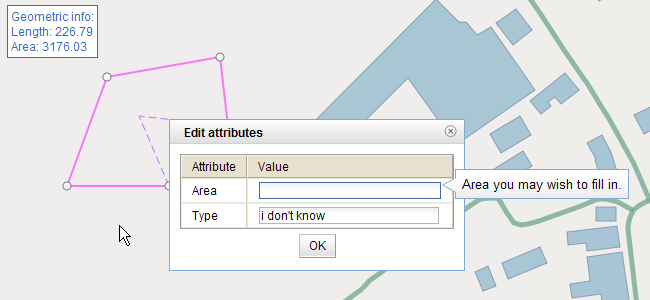 Geometric info:
Length: 226.79
Area: 3176.03
Edit attributes
Attribute Value
Area
Area you may wish to fill in.
Type i don't know
OK